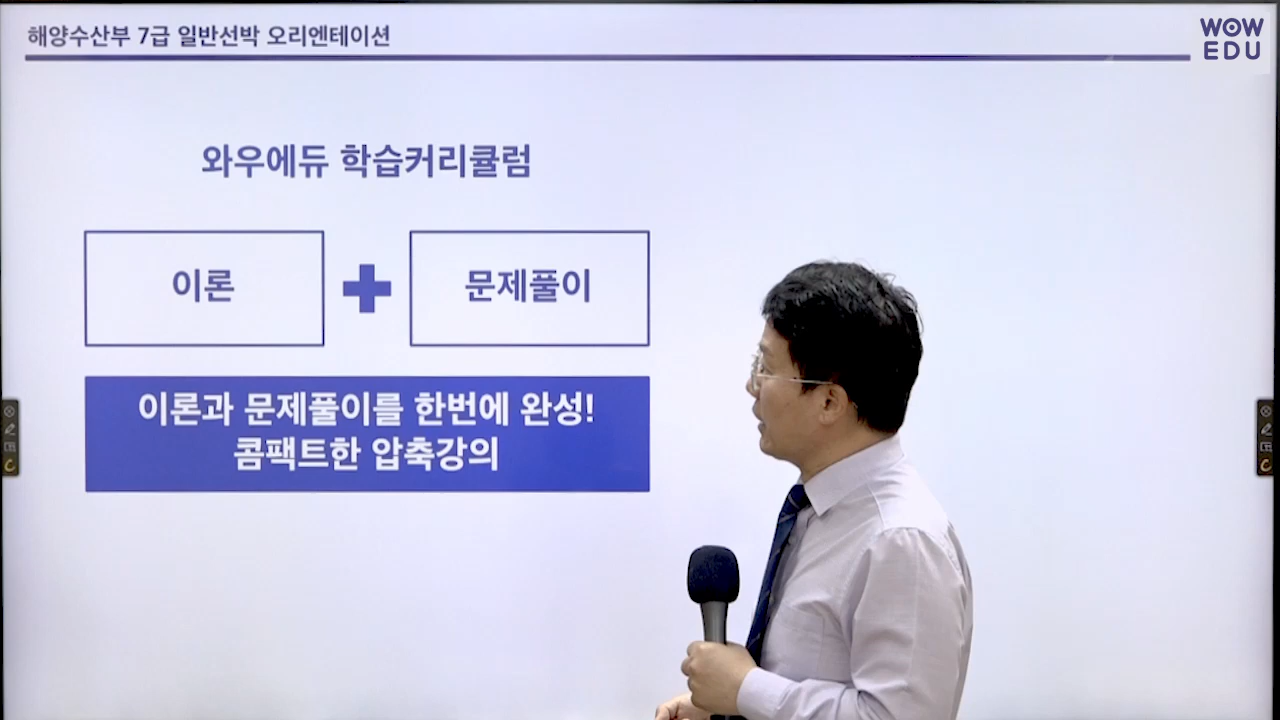 해양수산부 7급 일반선박 오리엔테이션
WOW
EDU
와우에듀 학습커리큘럼
이론
문제풀이
이론과 문제풀이를 한번에 완성!
콤팩트한 압축강의